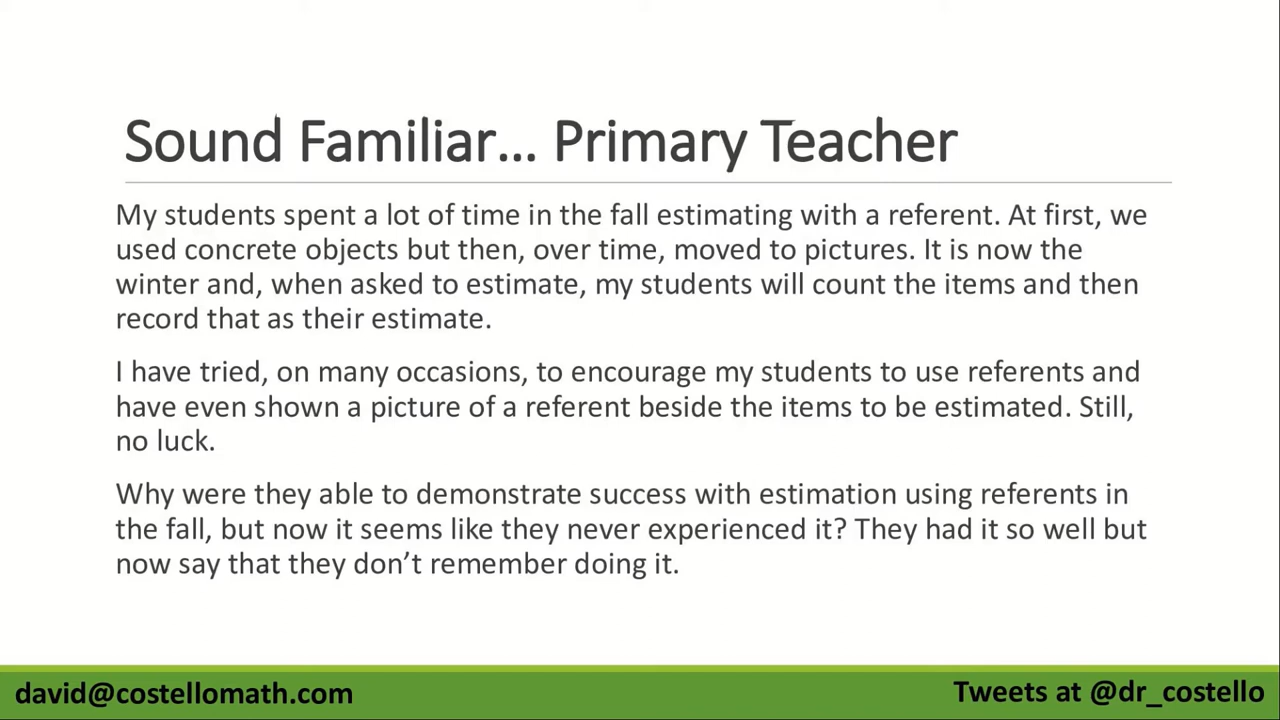 Sound Familiar... Primary Teacher
My students spent a lot of time in the fall estimating with a referent. At first, we
used concrete objects but then, over time, moved to pictures. It is now the
winter and, when asked to estimate, my students will count the items and then
record that as their estimate.
I have tried, on many occasions, to encourage my students to use referents and
have even shown a picture of a referent beside the items to be estimated. Still,
no luck.
Why were they able to demonstrate success with estimation using referents in
the fall, but now it seems like they never experienced it? They had it so well but
now say that they don’t remember doing it.
david@costellomath.com
Tweets at @dr_costello